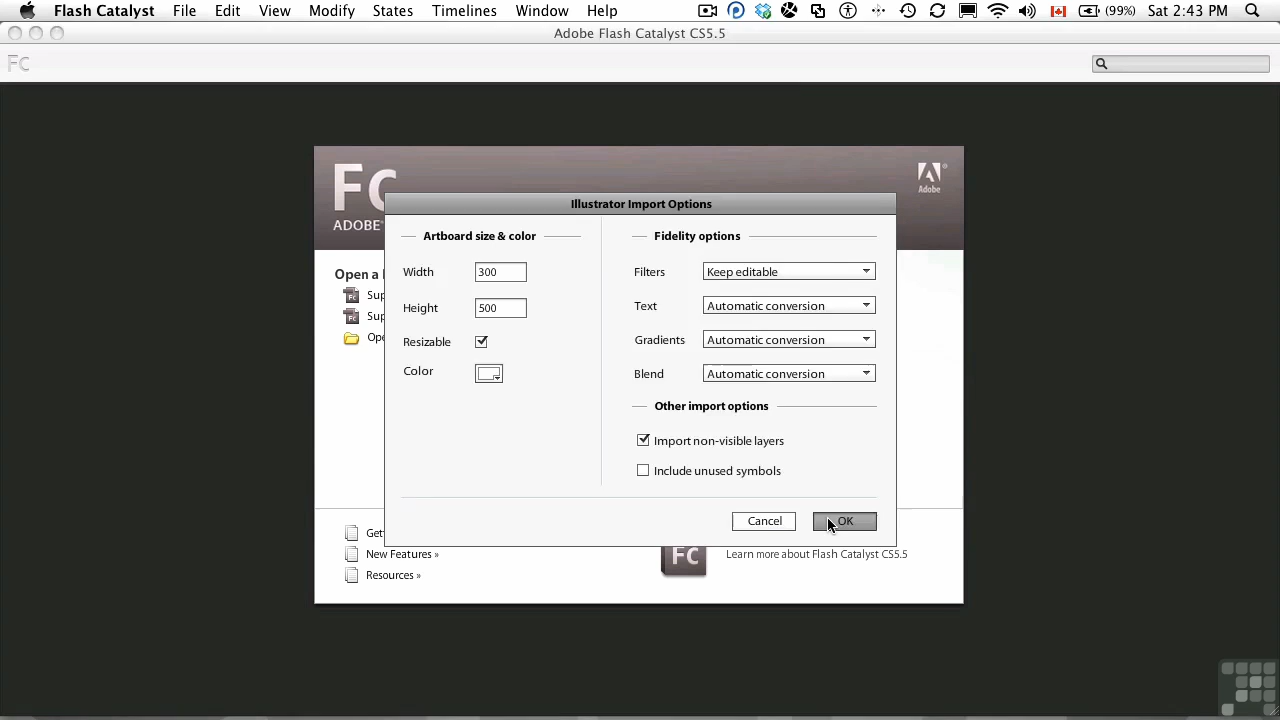 Flash Catalyst File Edit View Modify States Timelines Window Help (99%) Sat 2:43 PM
Adobe Flash Catalyst CS5.5
FC
Fc
Adobe
ADOBE
Illustrator Import Options
Artboard size & color
Width 300
Height 500
Resizable
Color
Fidelity options
Filters Keep editable
Text Automatic conversion
Gradients Automatic conversion
Blend Automatic conversion
Other import options
Import non-visible layers
Include unused symbols
Cancel OK
Open a
Sup
Sup
Ope
Get
New Features »
Resources »
FC
Learn more about Flash Catalyst CS5.5